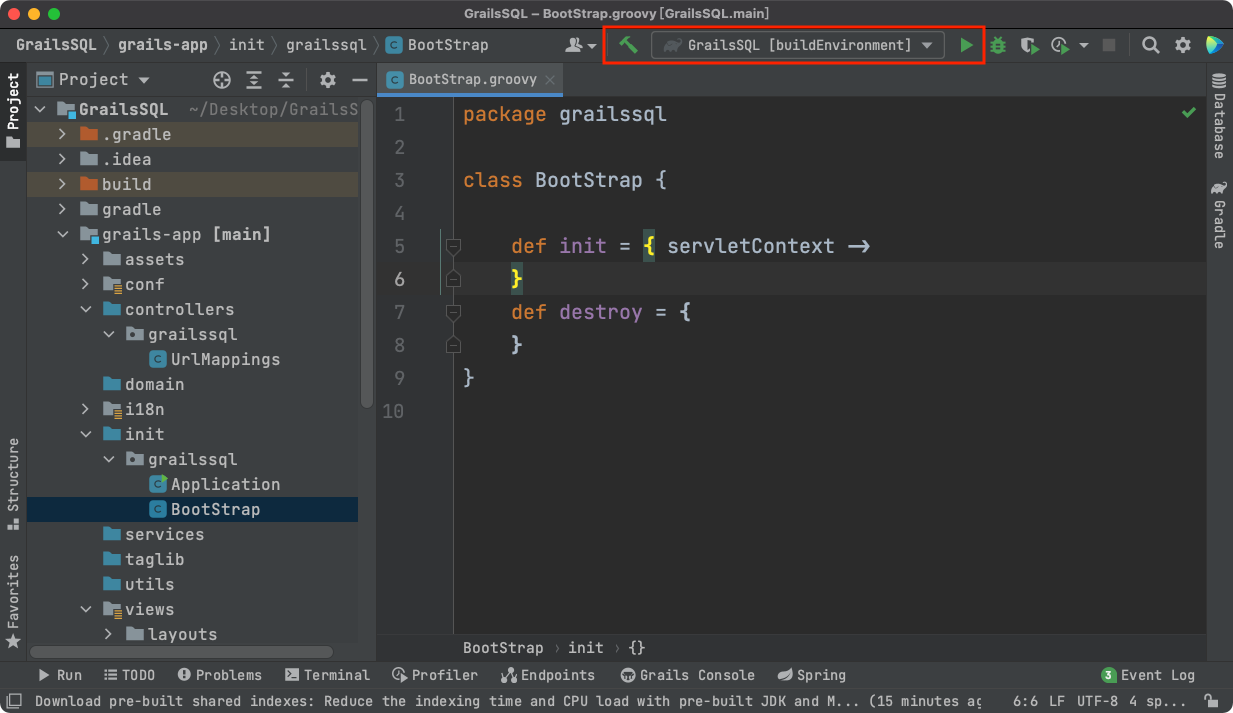 GrailsSQL – BootStrap.groovy [GrailsSQL.main]
GrailsSQL grails-app init grailssql BootStrap GrailsSQL [buildEnvironment]
Project
Project
BootStrap.groovy
GrailsSQL ~/Desktop/GrailsS
.gradle
.idea
build
gradle
grails-app [main]
assets
conf
controllers
grailssql
UrlMappings
domain
i18n
init
grailssql
Application
BootStrap
services
taglib
utils
views
layouts
Structure
Favorites
1 package grailssql
2
3 class BootStrap {
4
5 def init = { servletContext ->
6 }
7 def destroy = {
8 }
9 }
10
Database
Gradle
BootStrap › init › {}
Run TODO Problems Terminal Profiler Endpoints Grails Console Spring 3 Event Log
Download pre-built shared indexes: Reduce the indexing time and CPU load with pre-built JDK and M... (15 minutes ag 6:6 LF UTF-8 4 sp...